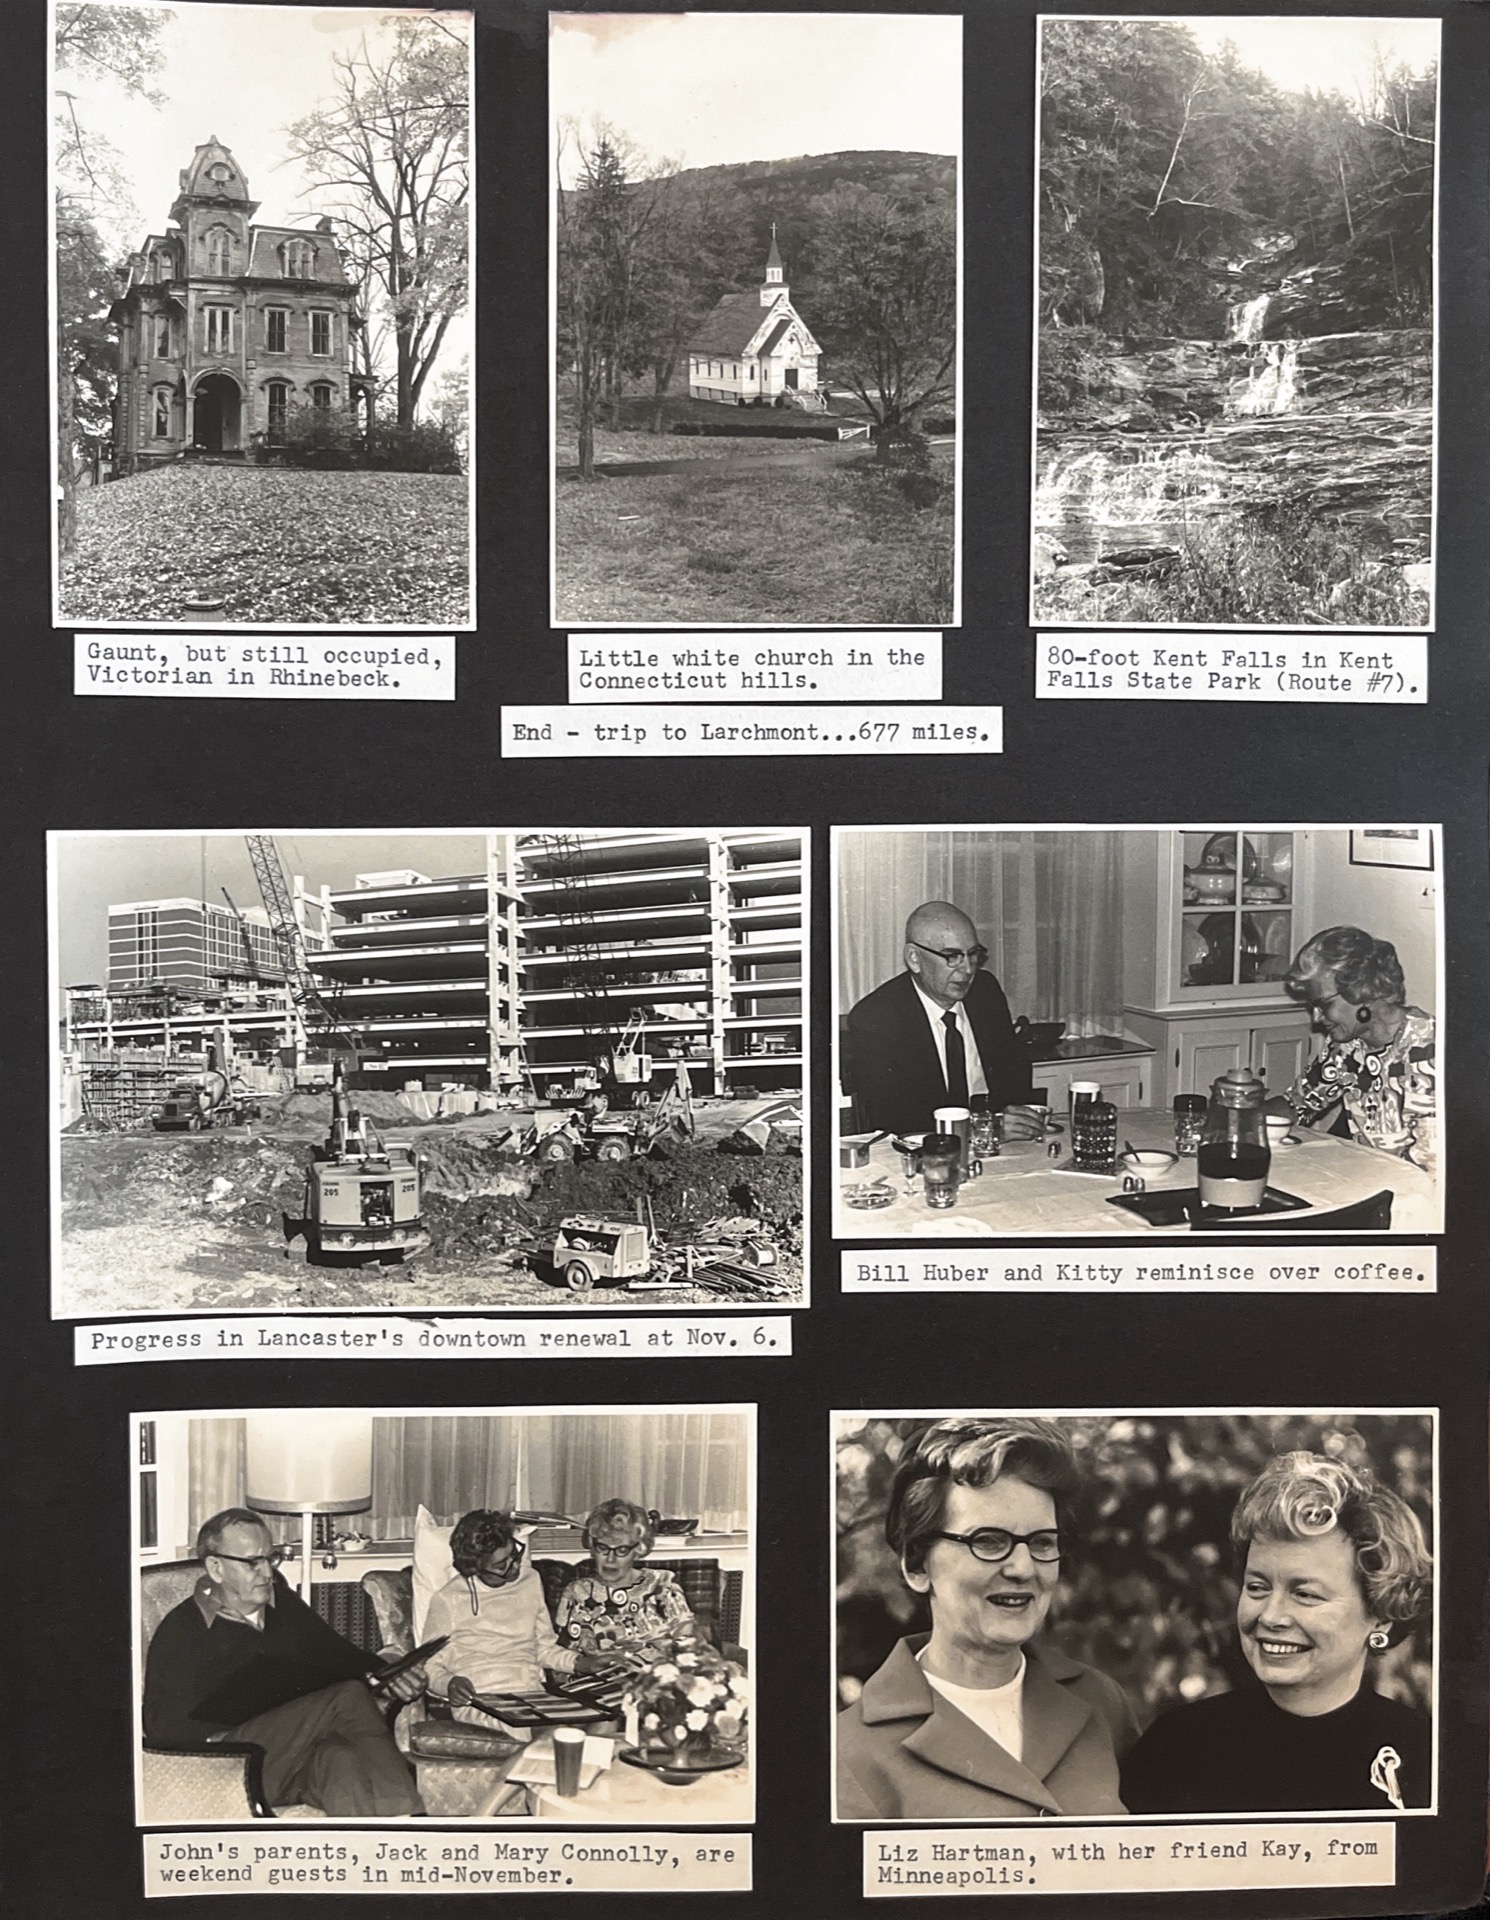 Gaunt, but still occupied,
Victorian in Rhinebeck.
Little white church in the
Connecticut hills.
80-foot Kent Falls in Kent
Falls State Park (Route #7).
End - trip to Larchmont...677 miles.
205 205
Progress in Lancaster's downtown renewal at Nov. 6.
Bill Huber and Kitty reminisce over coffee.
John's parents, Jack and Mary Connolly, are
weekend guests in mid-November.
Liz Hartman, with her friend Kay, from
Minneapolis.